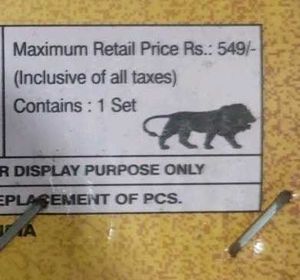 Maximum Retail Price Rs.: 549/-
(Inclusive of all taxes)
Contains : 1 Set
R DISPLAY PURPOSE ONLY
EPLACEMENT OF PCS.